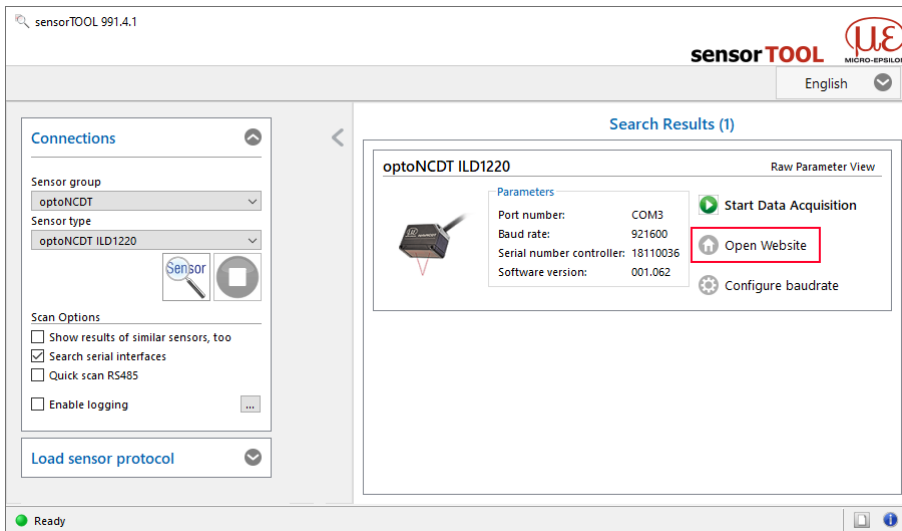 sensorTOOL 991.4.1
sensorTOOL
με
MICRO-EPSILON
English
Connections
Sensor group
optoNCDT
Sensor type
optoNCDT ILD1220
Sensor
Scan Options
Show results of similar sensors, too
Search serial interfaces
Quick scan RS485
Enable logging
...
Load sensor protocol
Search Results (1)
optoNCDT ILD1220
Raw Parameter View
Parameters
Port number: COM3
Baud rate: 921600
Serial number controller: 18110036
Software version: 001.062
Start Data Acquisition
Open Website
Configure baudrate
Ready